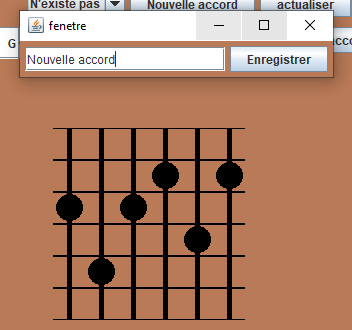 N'existe pas Nouvelle accord actualiser
fenetre
G
Nouvelle accord Enregistrer